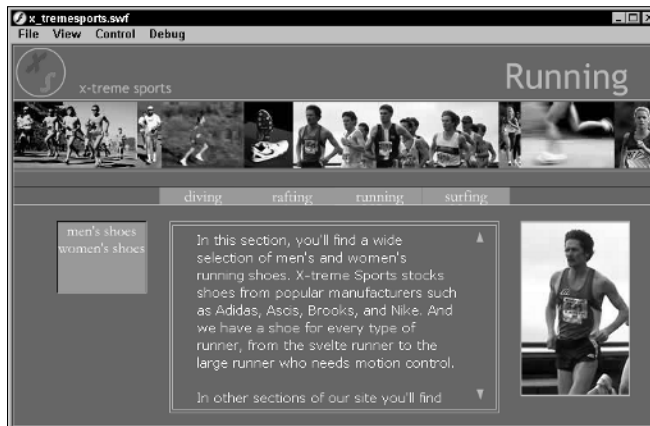 x_tremesports.swf
File View Control Debug
XS
x-treme sports
Running
diving rafting running surfing
men's shoes
women's shoes
In this section, you'll find a wide
selection of men's and women's
running shoes. X-treme Sports stocks
shoes from popular manufacturers such
as Adidas, Ascis, Brooks, and Nike. And
we have a shoe for every type of
runner, from the svelte runner to the
large runner who needs motion control.
In other sections of our site you'll find